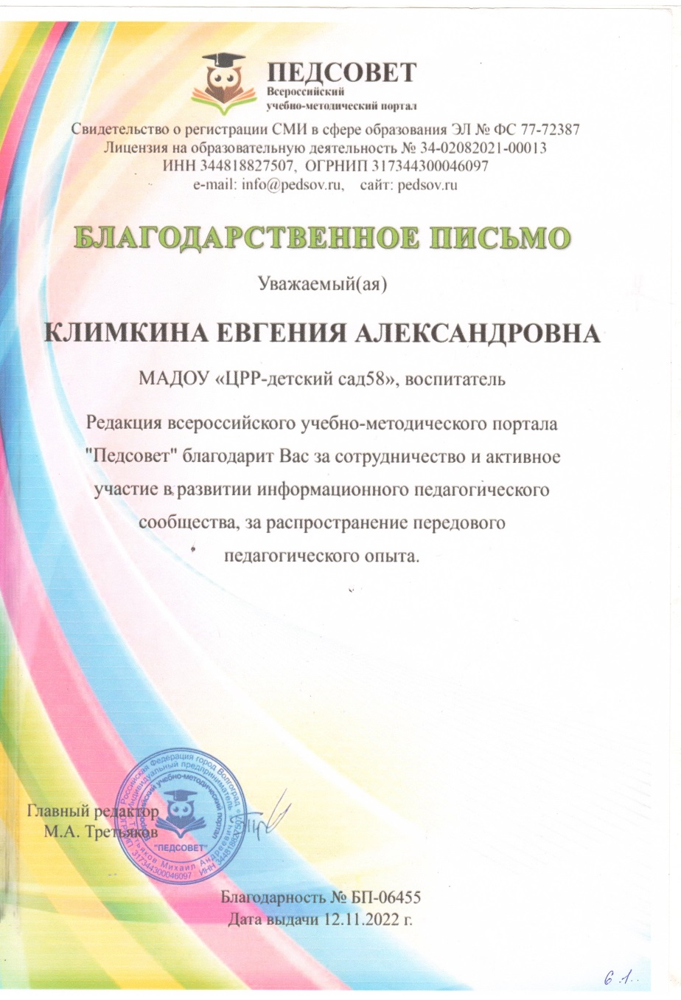 ПЕДСОВЕТ
Всероссийский
учебно-методический портал
Свидетельство о регистрации СМИ в сфере образования ЭЛ № ФС 77-72387
Лицензия на образовательную деятельность № 34-02082021-00013
ИНН 344818827507, ОГРНИП 317344300046097
e-mail: info@pedsov.ru, сайт: pedsov.ru
БЛАГОДАРСТВЕННОЕ ПИСЬМО
Уважаемый(ая)
КЛИМКИНА ЕВГЕНИЯ АЛЕКСАНДРОВНА
МАДОУ «ЦРР-детский сад58», воспитатель
Редакция всероссийского учебно-методического портала
"Педсовет" благодарит Вас за сотрудничество и активное
участие в развитии информационного педагогического
сообщества, за распространение передового
педагогического опыта.
Российская Федерация город Волгоград
Индивидуальный предприниматель
Третьяков Михаил Андреевич
Всероссийский учебно-методический портал
"ПЕДСОВЕТ"
ОГРНИП 317344300046097 ИНН 344818827507
Главный редактор
М.А. Третьяков
Благодарность № БП-06455
Дата выдачи 12.11.2022 г.
6.1.